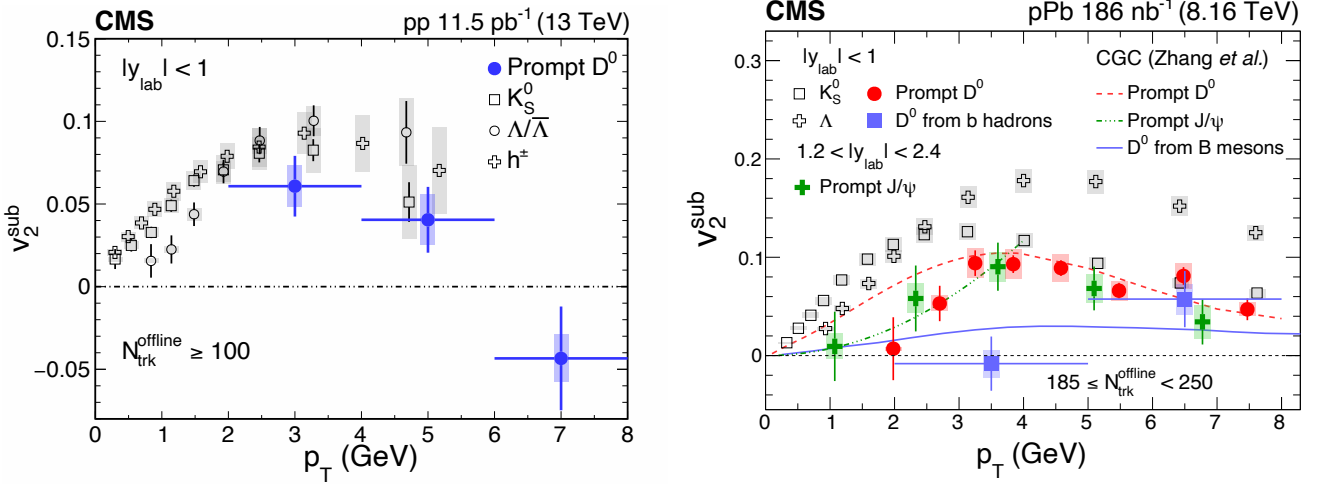 CMS
pp 11.5 pb⁻¹ (13 TeV)
|y_lab| < 1
Prompt D⁰
K⁰_S
Λ/Λ̅
h±
N_trk^offline ≥ 100
v₂^sub
0.15
0.1
0.05
0
−0.05
0 1 2 3 4 5 6 7 8
p_T (GeV)
CMS
pPb 186 nb⁻¹ (8.16 TeV)
|y_lab| < 1
K⁰_S
Prompt D⁰
Λ
D⁰ from b hadrons
1.2 < |y_lab| < 2.4
Prompt J/ψ
CGC (Zhang et al.)
Prompt D⁰
Prompt J/ψ
D⁰ from B mesons
185 ≤ N_trk^offline < 250
v₂^sub
0.3
0.2
0.1
0
0 2 4 6 8
p_T (GeV)